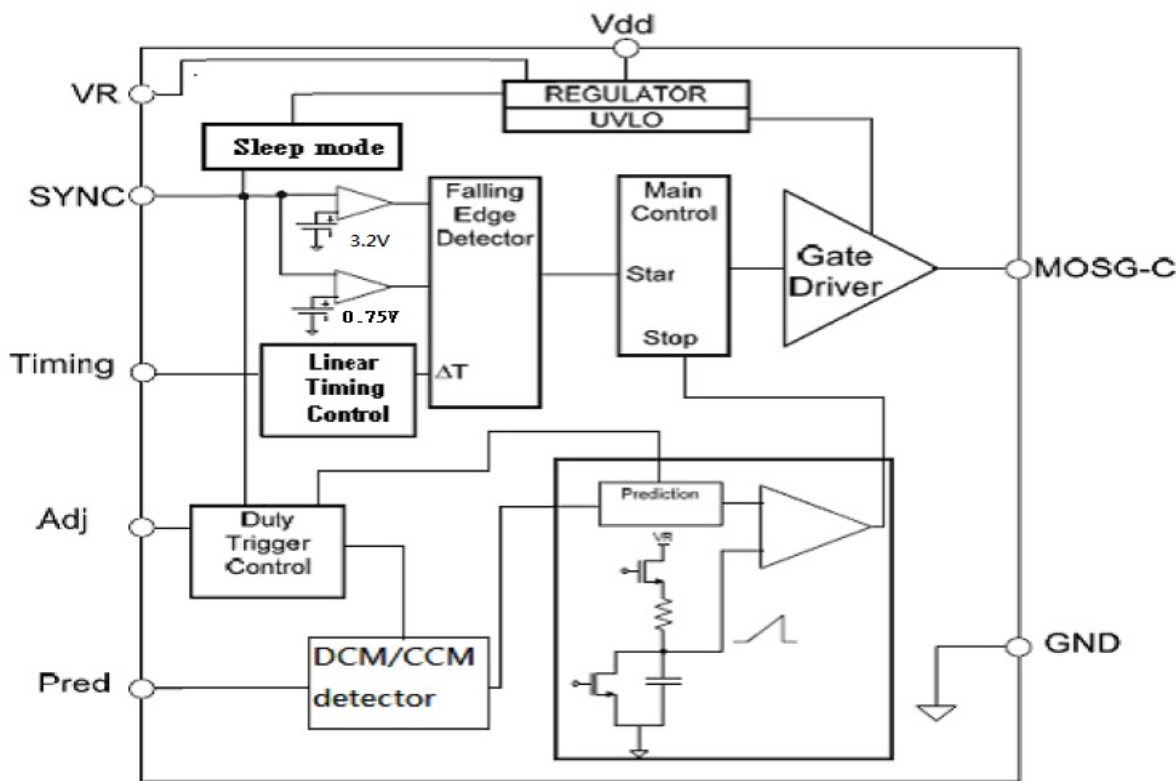 Vdd
VR
REGULATOR
UVLO
Sleep mode
SYNC
Falling
Edge
Detector
Main
Control
3.2V
Gate
Driver
MOSG-C
Star
0.75V
Stop
Timing
Linear
Timing
Control
ΔT
Adj
Duty
Trigger
Control
Prediction
VR
GND
Pred
DCM/CCM
detector